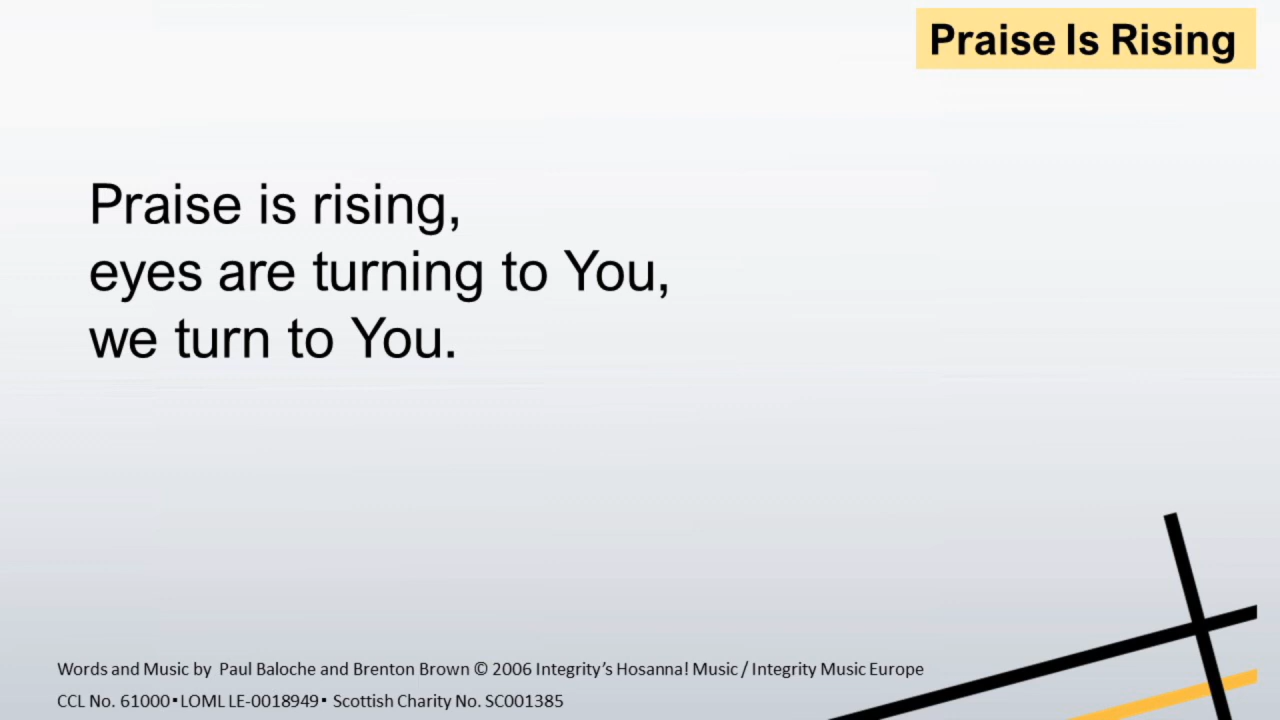 Praise Is Rising
Praise is rising,
eyes are turning to You,
we turn to You.
Words and Music by  Paul Baloche and Brenton Brown © 2006 Integrity’s Hosanna! Music / Integrity Music Europe
CCL No. 61000▪LOML LE-0018949▪ Scottish Charity No. SC001385